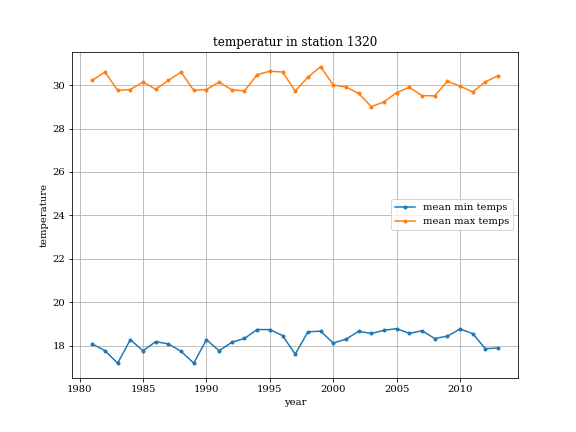 temperatur in station 1320
30
28
26
24
22
20
18
temperature
mean min temps
mean max temps
1980 1985 1990 1995 2000 2005 2010
year